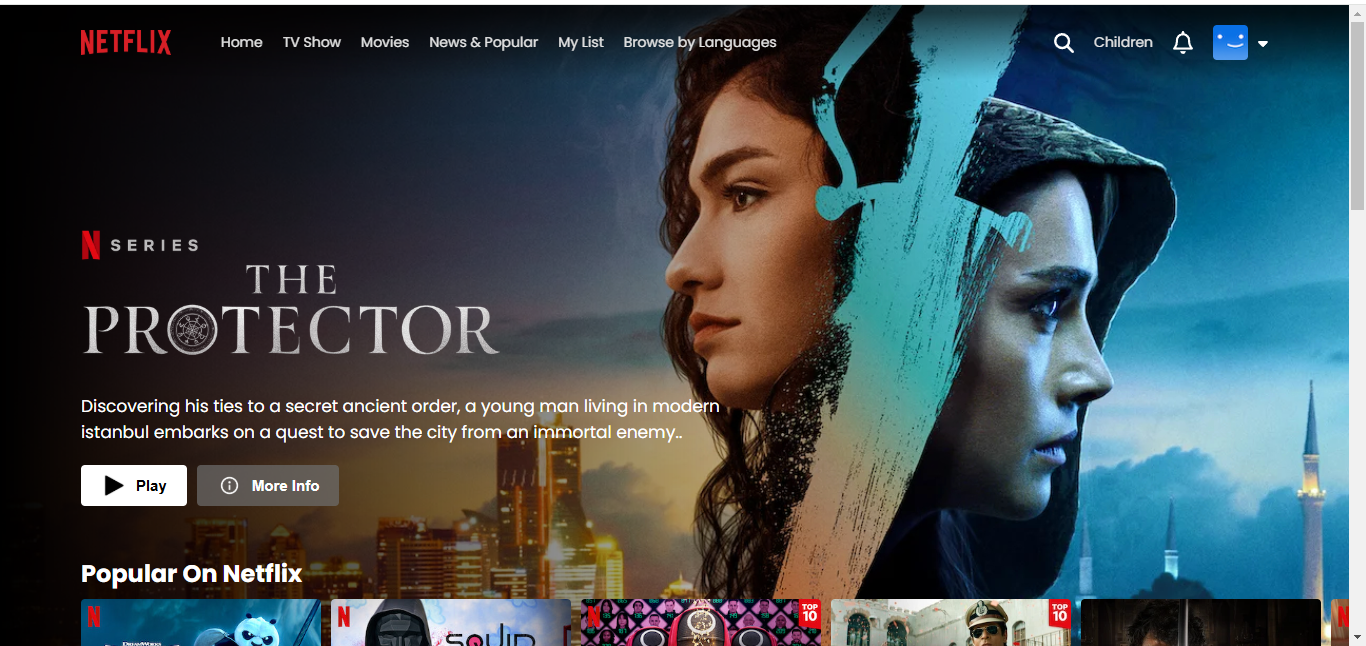 NETFLIX Home TV Show Movies News & Popular My List Browse by Languages Children
N SERIES
THE
PROTECTOR
Discovering his ties to a secret ancient order, a young man living in modern
istanbul embarks on a quest to save the city from an immortal enemy..
Play More Info
Popular On Netflix
N N N TOP 10 TOP 10 N
DREAMWORKS